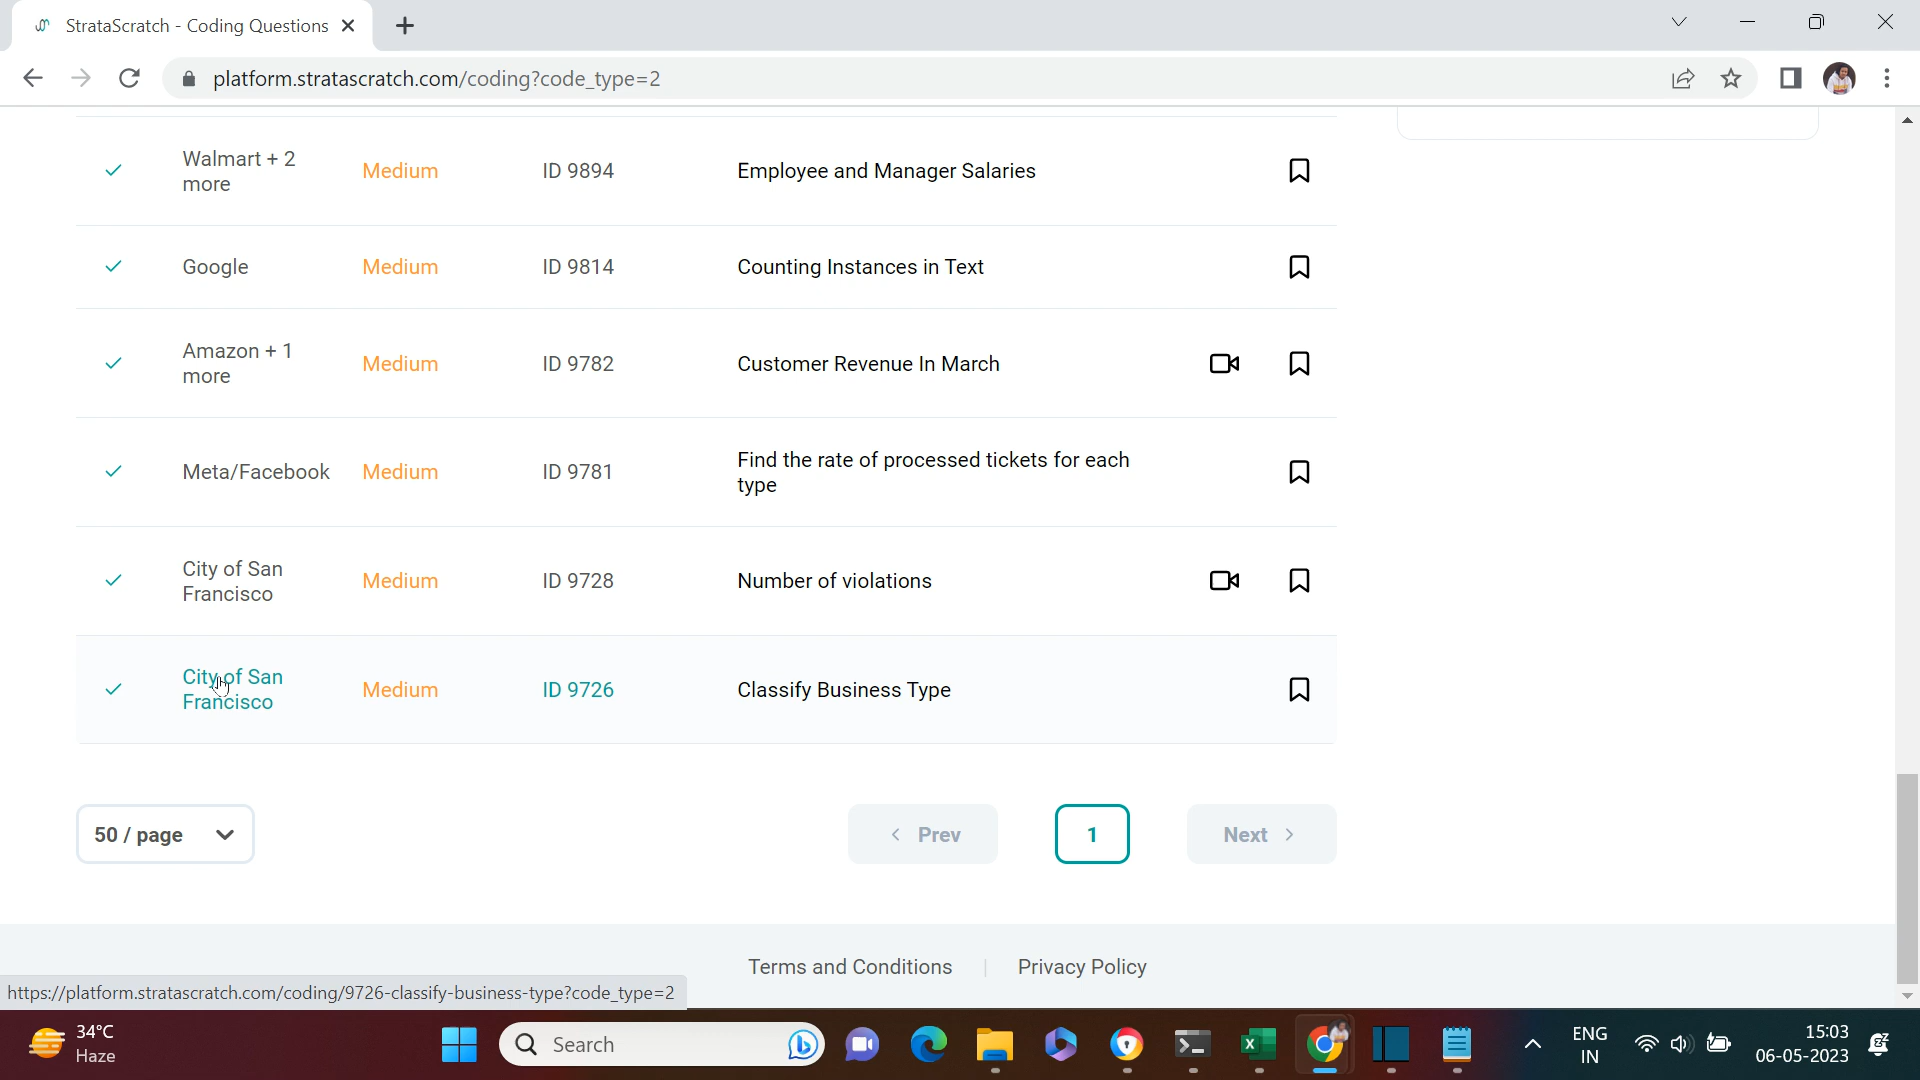 StrataScratch - Coding Questions
platform.stratascratch.com/coding?code_type=2
Walmart + 2
more
Medium
ID 9894
Employee and Manager Salaries
Google
Medium
ID 9814
Counting Instances in Text
Amazon + 1
more
Medium
ID 9782
Customer Revenue In March
Meta/Facebook
Medium
ID 9781
Find the rate of processed tickets for each
type
City of San
Francisco
Medium
ID 9728
Number of violations
City of San
Francisco
Medium
ID 9726
Classify Business Type
50 / page
Prev
1
Next
Terms and Conditions
Privacy Policy
https://platform.stratascratch.com/coding/9726-classify-business-type?code_type=2
34°C
Haze
Search
ENG
IN
15:03
06-05-2023